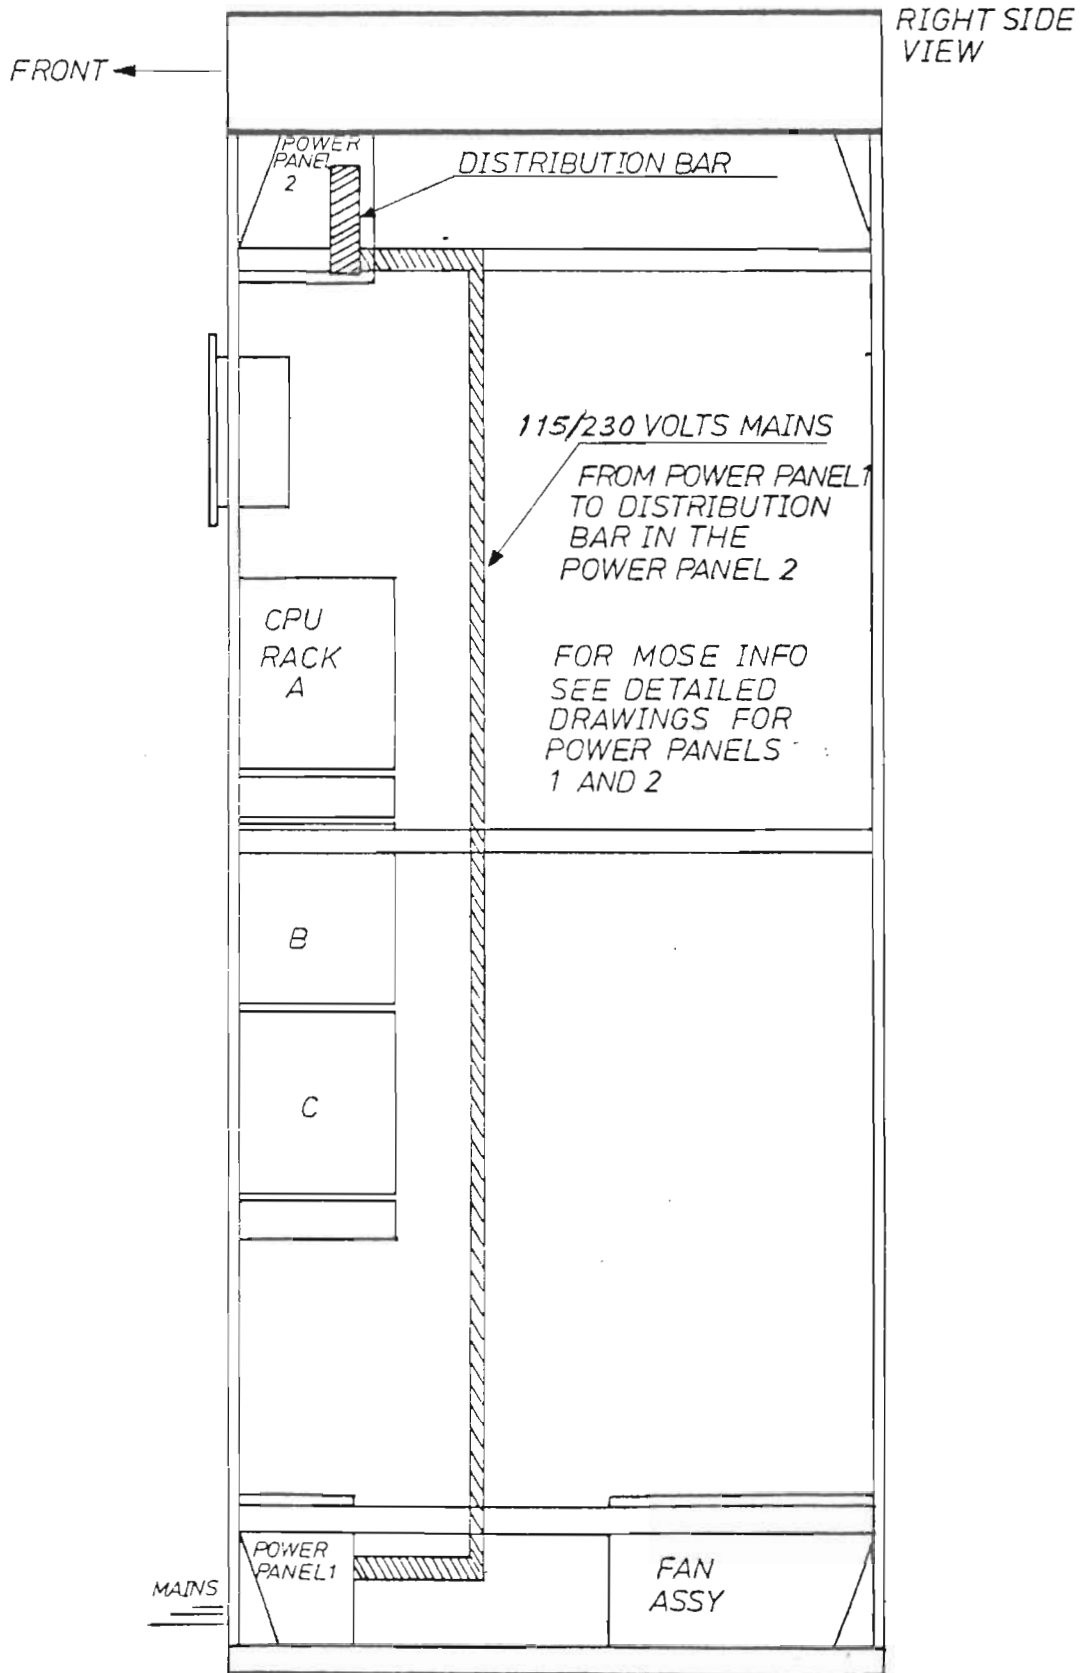 RIGHT SIDE
VIEW
FRONT
POWER
PANEL
2
DISTRIBUTION BAR
115/230 VOLTS MAINS
FROM POWER PANEL1
TO DISTRIBUTION
BAR IN THE
POWER PANEL 2
CPU
RACK
A
FOR MOSE INFO
SEE DETAILED
DRAWINGS FOR
POWER PANELS
1 AND 2
B
C
POWER
PANEL1
MAINS
FAN
ASSY